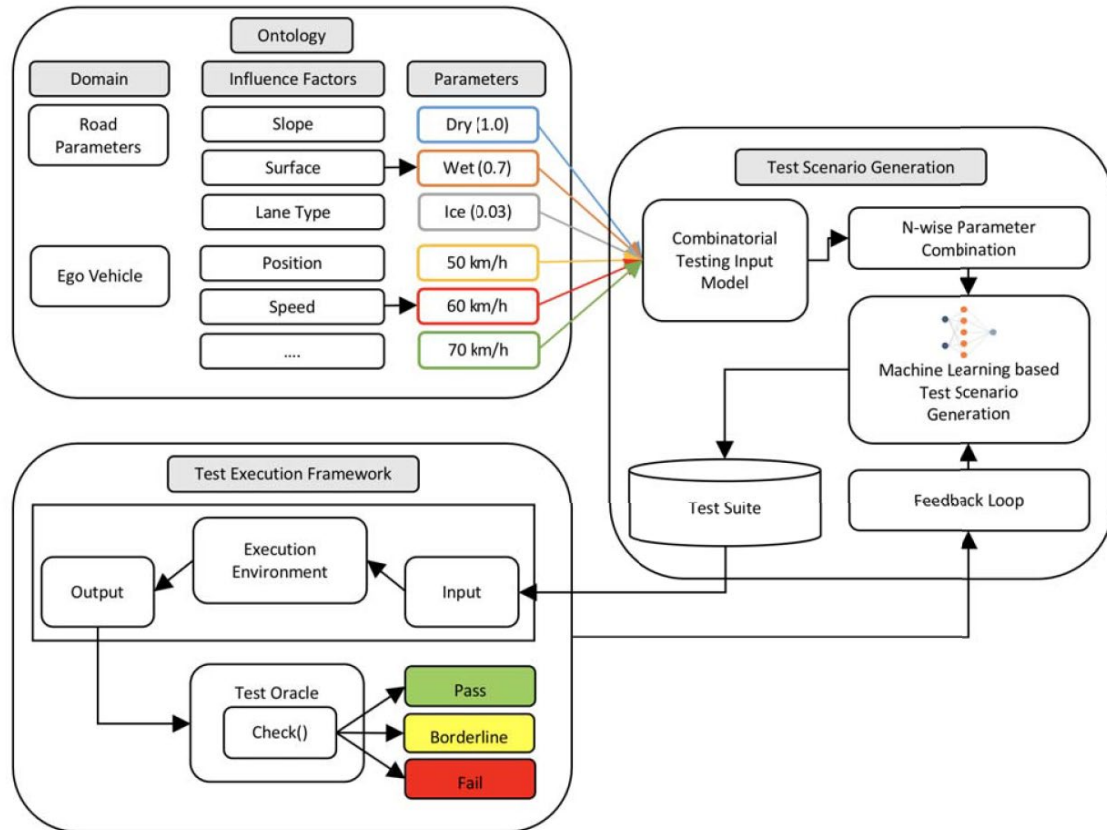 Ontology
Domain
Influence Factors
Parameters
Road
Parameters
Slope
Dry (1.0)
Surface
Wet (0.7)
Lane Type
Ice (0.03)
Ego Vehicle
Position
50 km/h
Speed
60 km/h
....
70 km/h
Test Scenario Generation
Combinatorial
Testing Input
Model
N-wise Parameter
Combination
Machine Learning based
Test Scenario
Generation
Test Suite
Feedback Loop
Test Execution Framework
Output
Execution
Environment
Input
Test Oracle
Check()
Pass
Borderline
Fail